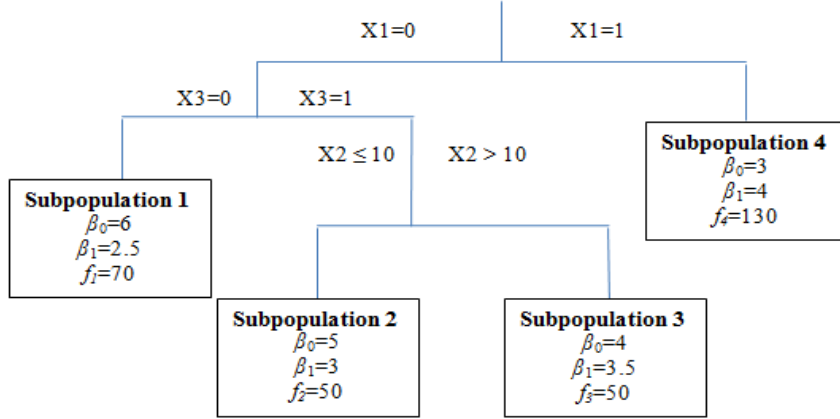 X1=0
X1=1
X3=0
X3=1
X2 ≤ 10
X2 > 10
Subpopulation 4
β₀=3
β₁=4
f₄=130
Subpopulation 1
β₀=6
β₁=2.5
f₁=70
Subpopulation 2
β₀=5
β₁=3
f₂=50
Subpopulation 3
β₀=4
β₁=3.5
f₃=50